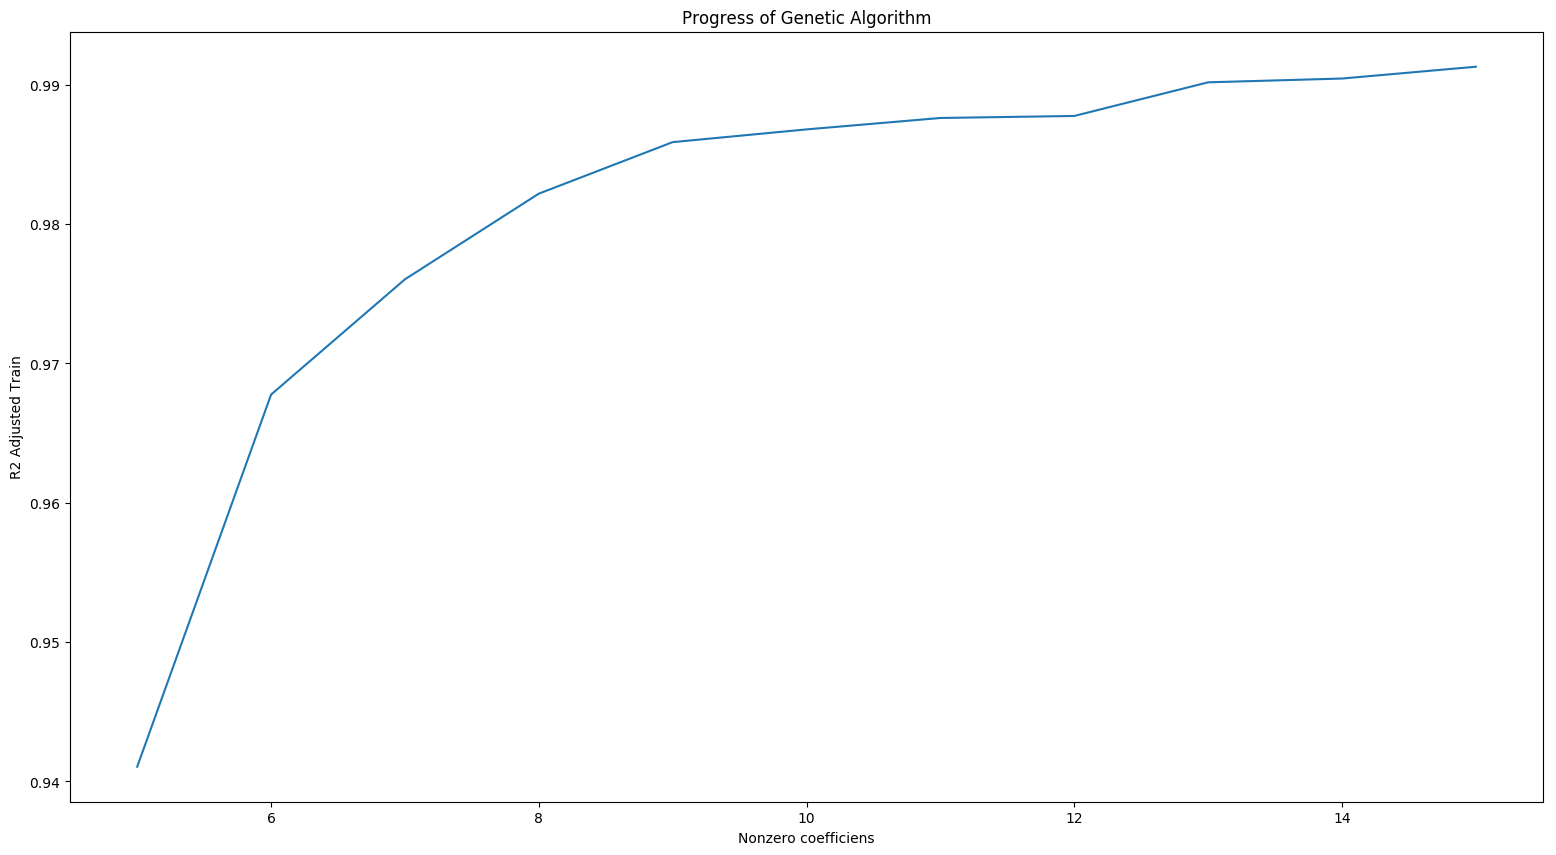 Progress of Genetic Algorithm
0.99
0.98
0.97
0.96
0.95
0.94
R2 Adjusted Train
6 8 10 12 14
Nonzero coefficiens